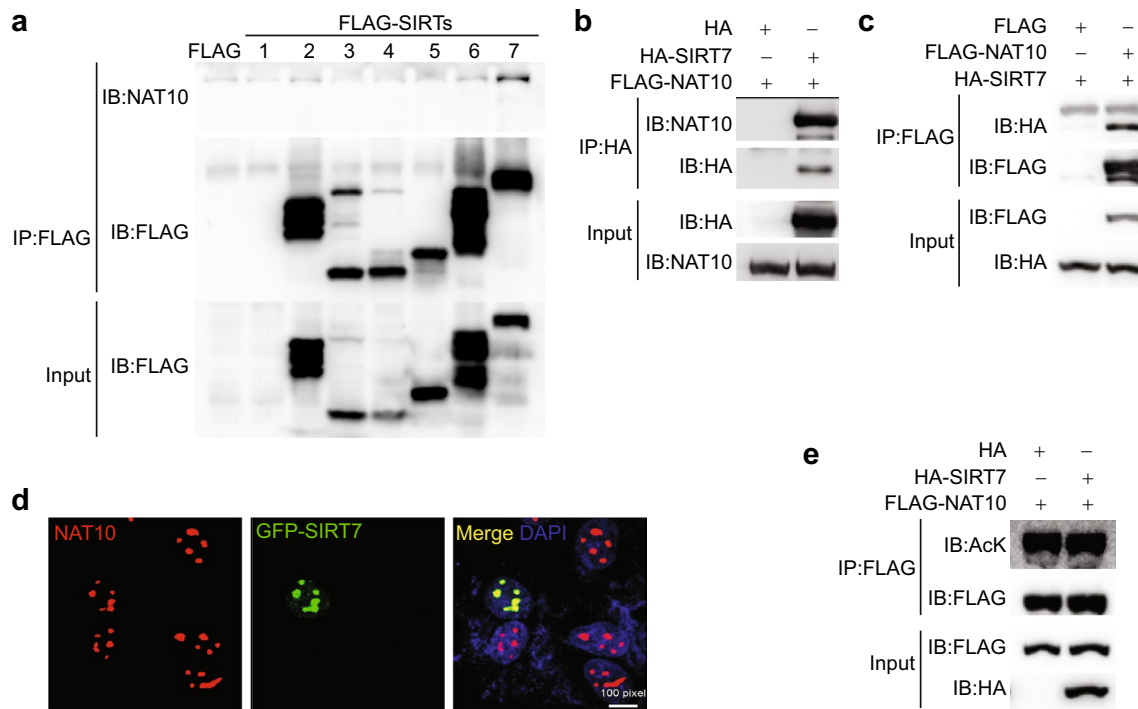 a
FLAG-SIRTs
FLAG 1 2 3 4 5 6 7
IB:NAT10
IP:FLAG
IB:FLAG
Input
IB:FLAG
b
HA + –
HA-SIRT7 – +
FLAG-NAT10 + +
IP:HA
IB:NAT10
IB:HA
Input
IB:HA
IB:NAT10
c
FLAG + –
FLAG-NAT10 – +
HA-SIRT7 + +
IP:FLAG
IB:HA
IB:FLAG
Input
IB:FLAG
IB:HA
d
NAT10
GFP-SIRT7
Merge DAPI
100 pixel
e
HA + –
HA-SIRT7 – +
FLAG-NAT10 + +
IP:FLAG
IB:AcK
IB:FLAG
Input
IB:FLAG
IB:HA